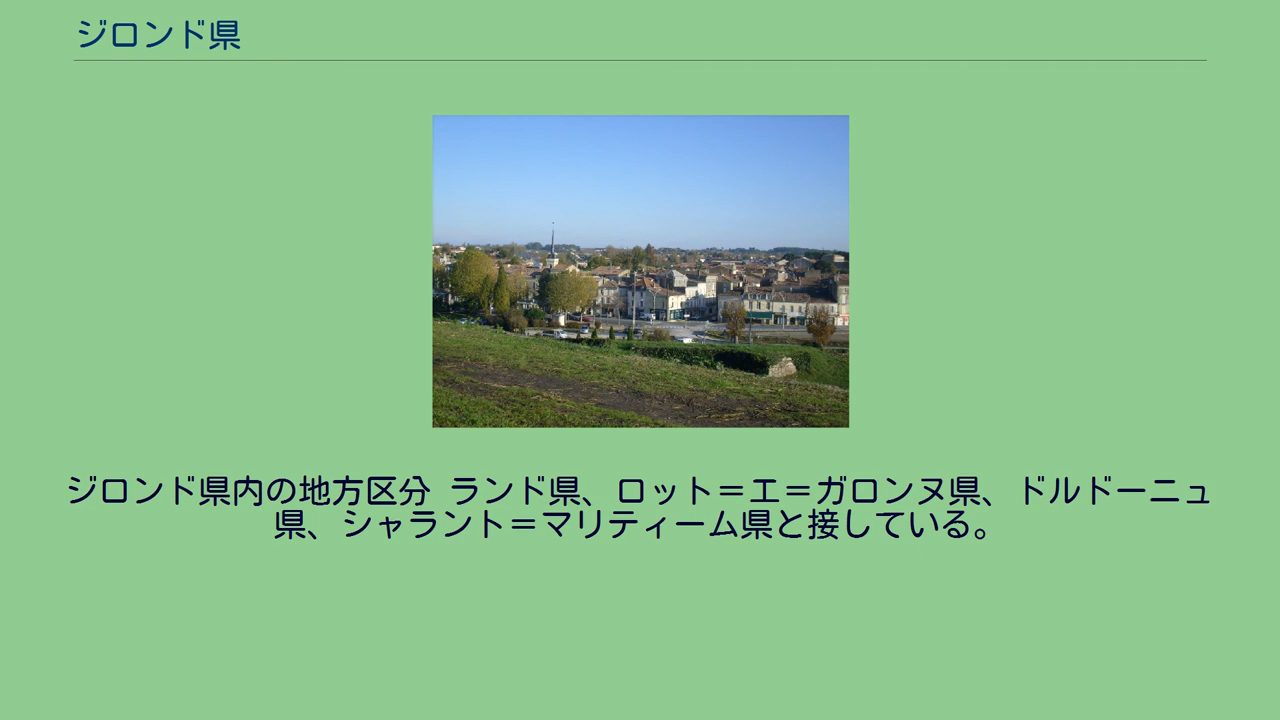 ジロンド県
ジロンド県内の地方区分 ランド県、ロット＝エ＝ガロンヌ県、ドルドーニュ
県、シャラント＝マリティーム県と接している。